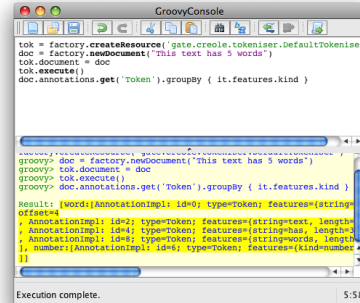 GroovyConsole
tok = factory.createResource('gate.creole.tokeniser.DefaultTokenise
doc = factory.newDocument("This text has 5 words")
tok.document = doc
tok.execute()
doc.annotations.get('Token').groupBy { it.features.kind }
groovy> doc = factory.newDocument("This text has 5 words")
groovy> tok.document = doc
groovy> tok.execute()
groovy> doc.annotations.get('Token').groupBy { it.features.kind }
Result: [word:[AnnotationImpl: id=0; type=Token; features={string=
offset=4
, AnnotationImpl: id=2; type=Token; features={string=text, length=
, AnnotationImpl: id=4; type=Token; features={string=has, length=3
, AnnotationImpl: id=8; type=Token; features={string=words, length
], number:[AnnotationImpl: id=6; type=Token; features={kind=number
]]
Execution complete.